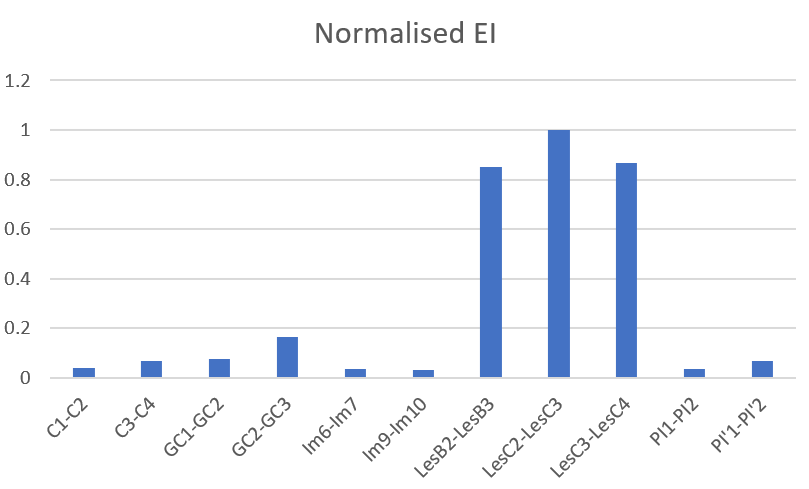 Normalised EI
1.2
1
0.8
0.6
0.4
0.2
0
C1-C2
C3-C4
GC1-GC2
GC2-GC3
Im6-Im7
Im9-Im10
LesB2-LesB3
LesC2-LesC3
LesC3-LesC4
PI1-PI2
PI'1-PI'2